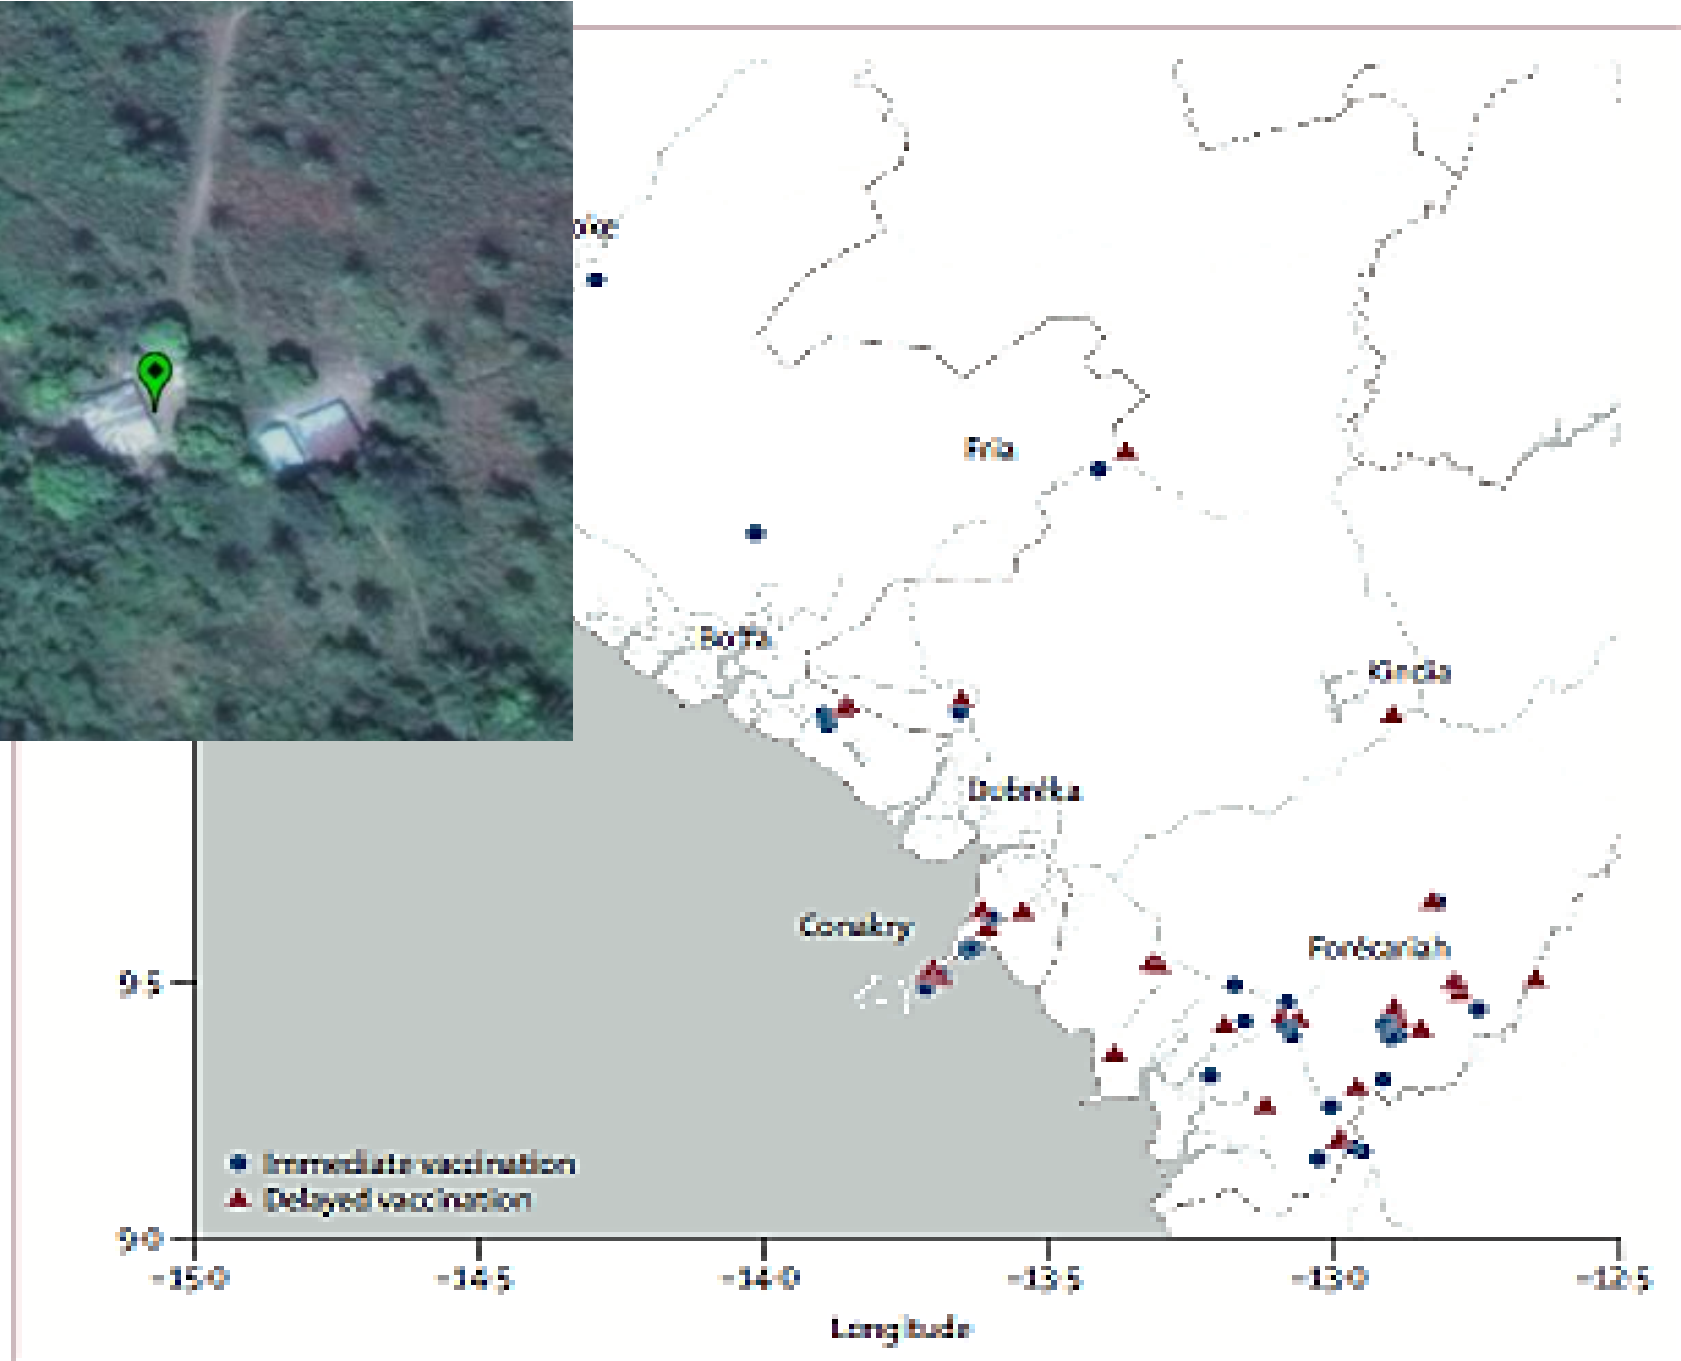 oke
Fria
Boffa
Kindia
Dubréka
Conakry
Forécariah
9·5
Immediate vaccination
Delayed vaccination
9·0
–15·0
–14·5
–14·0
–13·5
–13·0
–12·5
Longitude